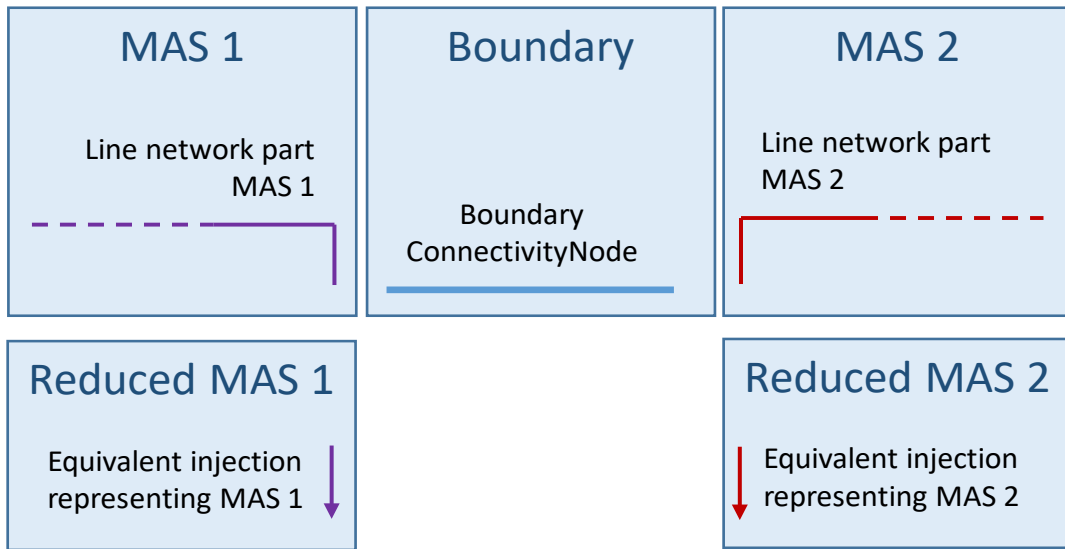 MAS 1
Line network part
MAS 1
Boundary
Boundary
ConnectivityNode
MAS 2
Line network part
MAS 2
Reduced MAS 1
Equivalent injection
representing MAS 1
Reduced MAS 2
Equivalent injection
representing MAS 2